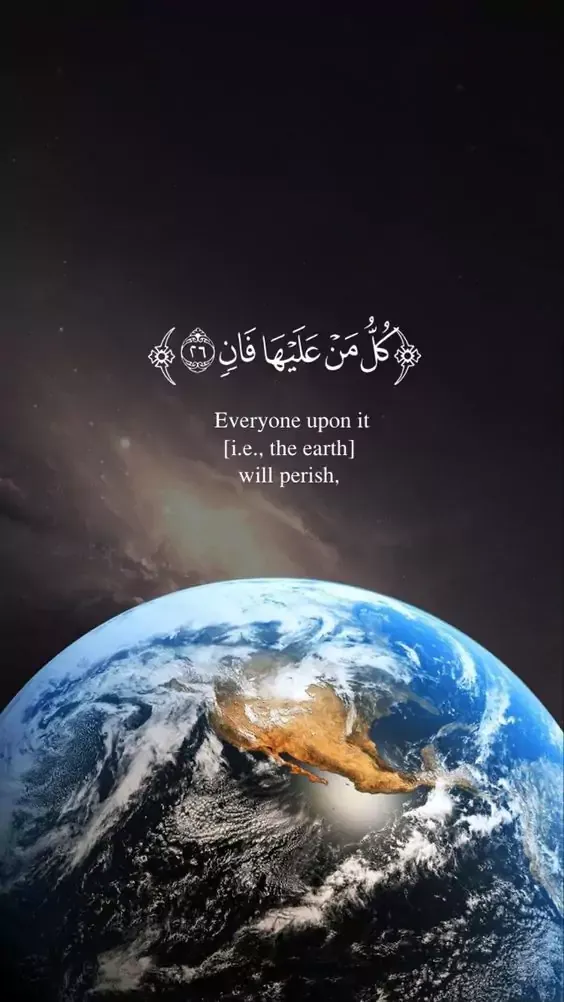 ﴿كُلُّ مَنْ عَلَيْهَا فَانٍ ٢٦﴾
Everyone upon it
[i.e., the earth]
will perish,